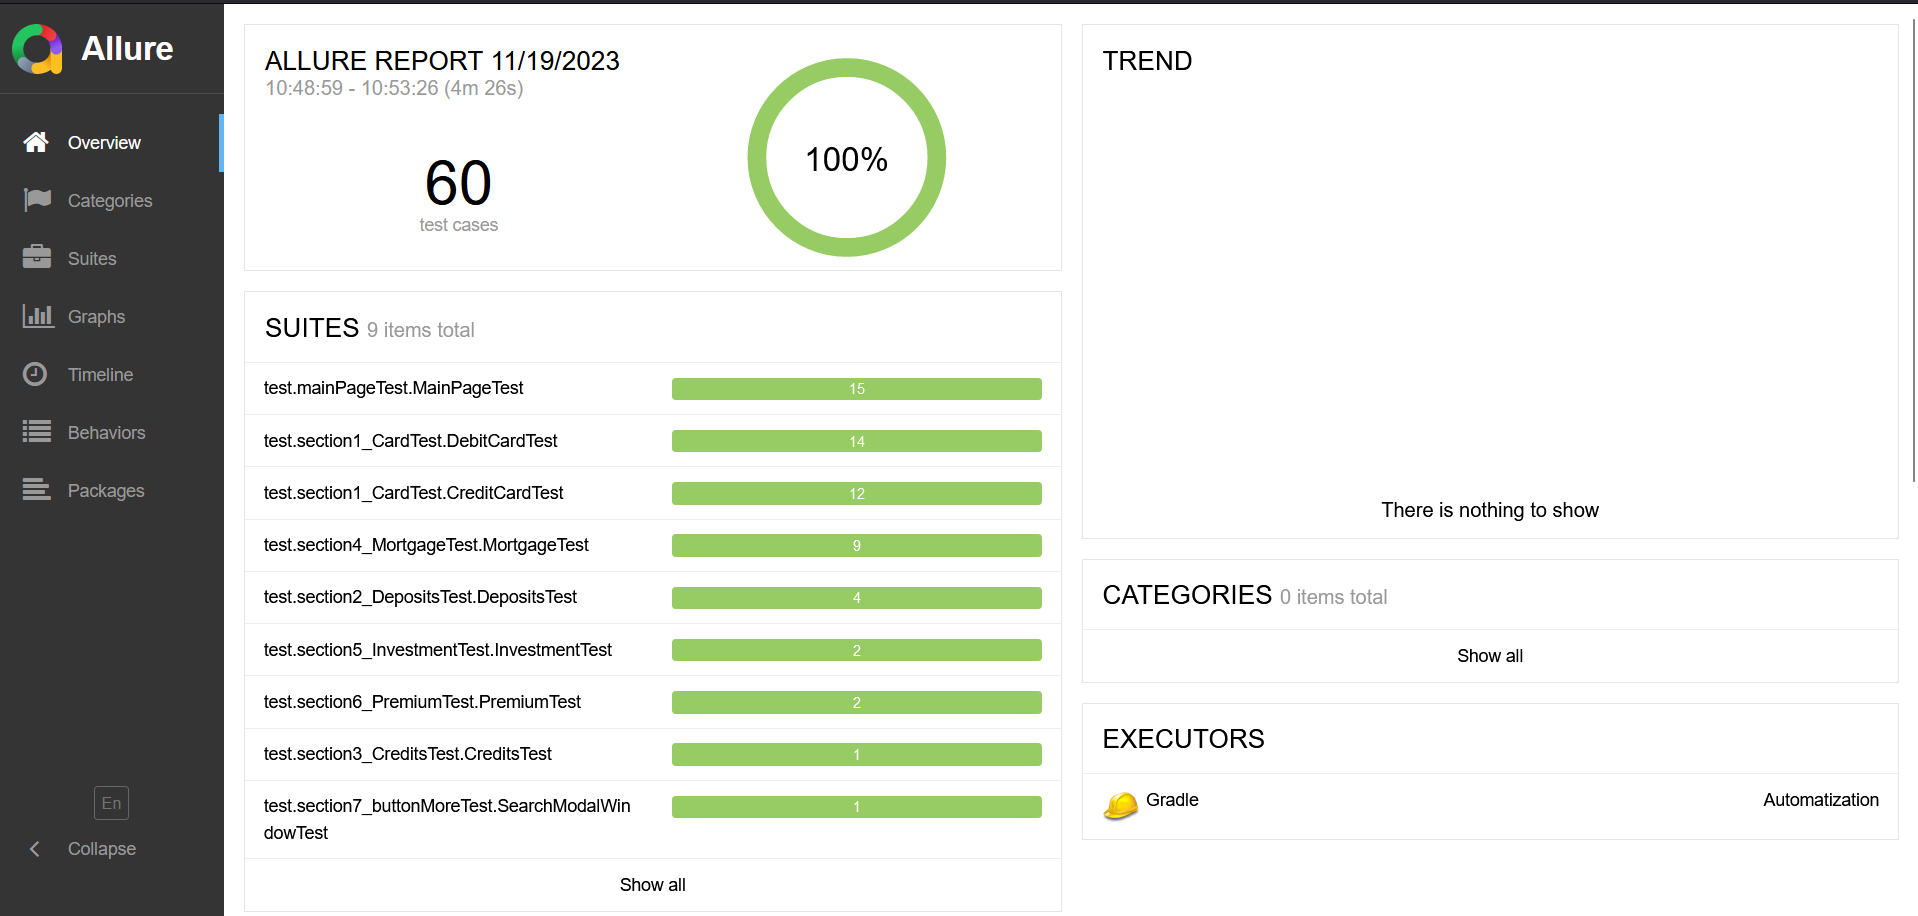 Allure
Overview
Categories
Suites
Graphs
Timeline
Behaviors
Packages
En
Collapse
ALLURE REPORT 11/19/2023
10:48:59 - 10:53:26 (4m 26s)
60
test cases
100%
SUITES 9 items total
test.mainPageTest.MainPageTest 15
test.section1_CardTest.DebitCardTest 14
test.section1_CardTest.CreditCardTest 12
test.section4_MortgageTest.MortgageTest 9
test.section2_DepositsTest.DepositsTest 4
test.section5_InvestmentTest.InvestmentTest 2
test.section6_PremiumTest.PremiumTest 2
test.section3_CreditsTest.CreditsTest 1
test.section7_buttonMoreTest.SearchModalWin 1
dowTest
Show all
TREND
There is nothing to show
CATEGORIES 0 items total
Show all
EXECUTORS
Gradle Automatization